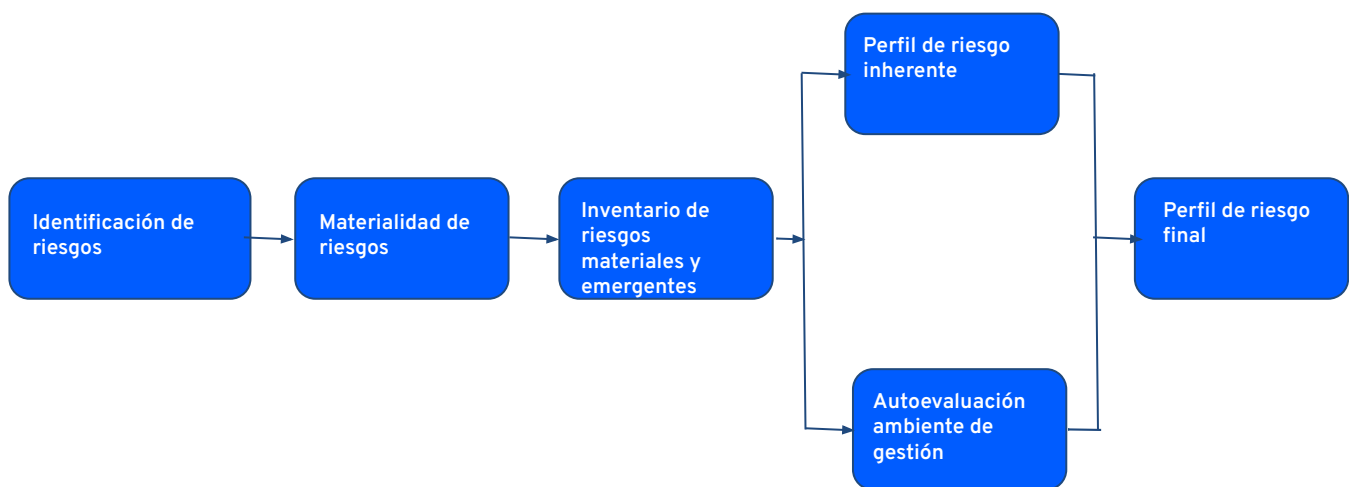 Identificación de
riesgos
Materialidad de
riesgos
Inventario de
riesgos
materiales y
emergentes
Perfil de riesgo
inherente
Autoevaluación
ambiente de
gestión
Perfil de riesgo
final